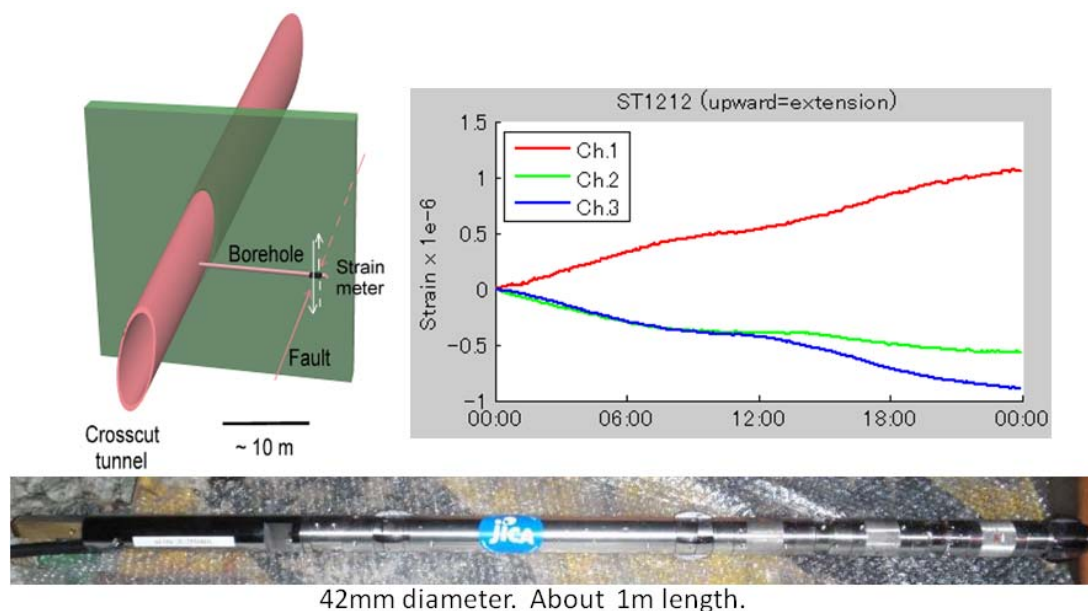 Borehole
Strain
meter
Fault
Crosscut
tunnel
~ 10 m
ST1212 (upward=extension)
Strain × 1e-6
1.5
1
0.5
0
-0.5
-1
Ch.1
Ch.2
Ch.3
00:00 06:00 12:00 18:00 00:00
jiCA
42mm diameter. About 1m length.